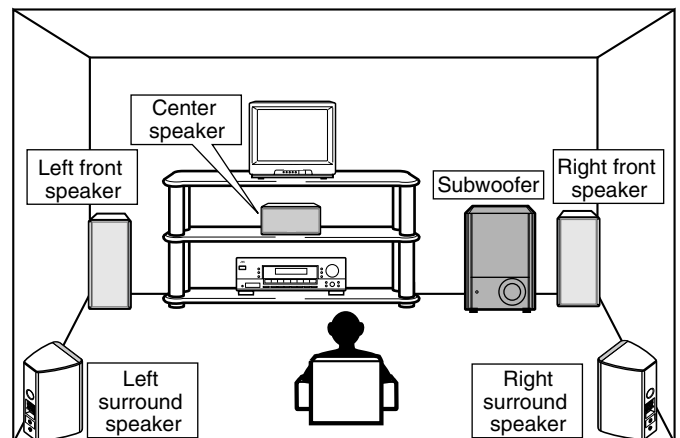 Center
speaker
Left front
speaker
Subwoofer
Right front
speaker
Left
surround
speaker
Right
surround
speaker